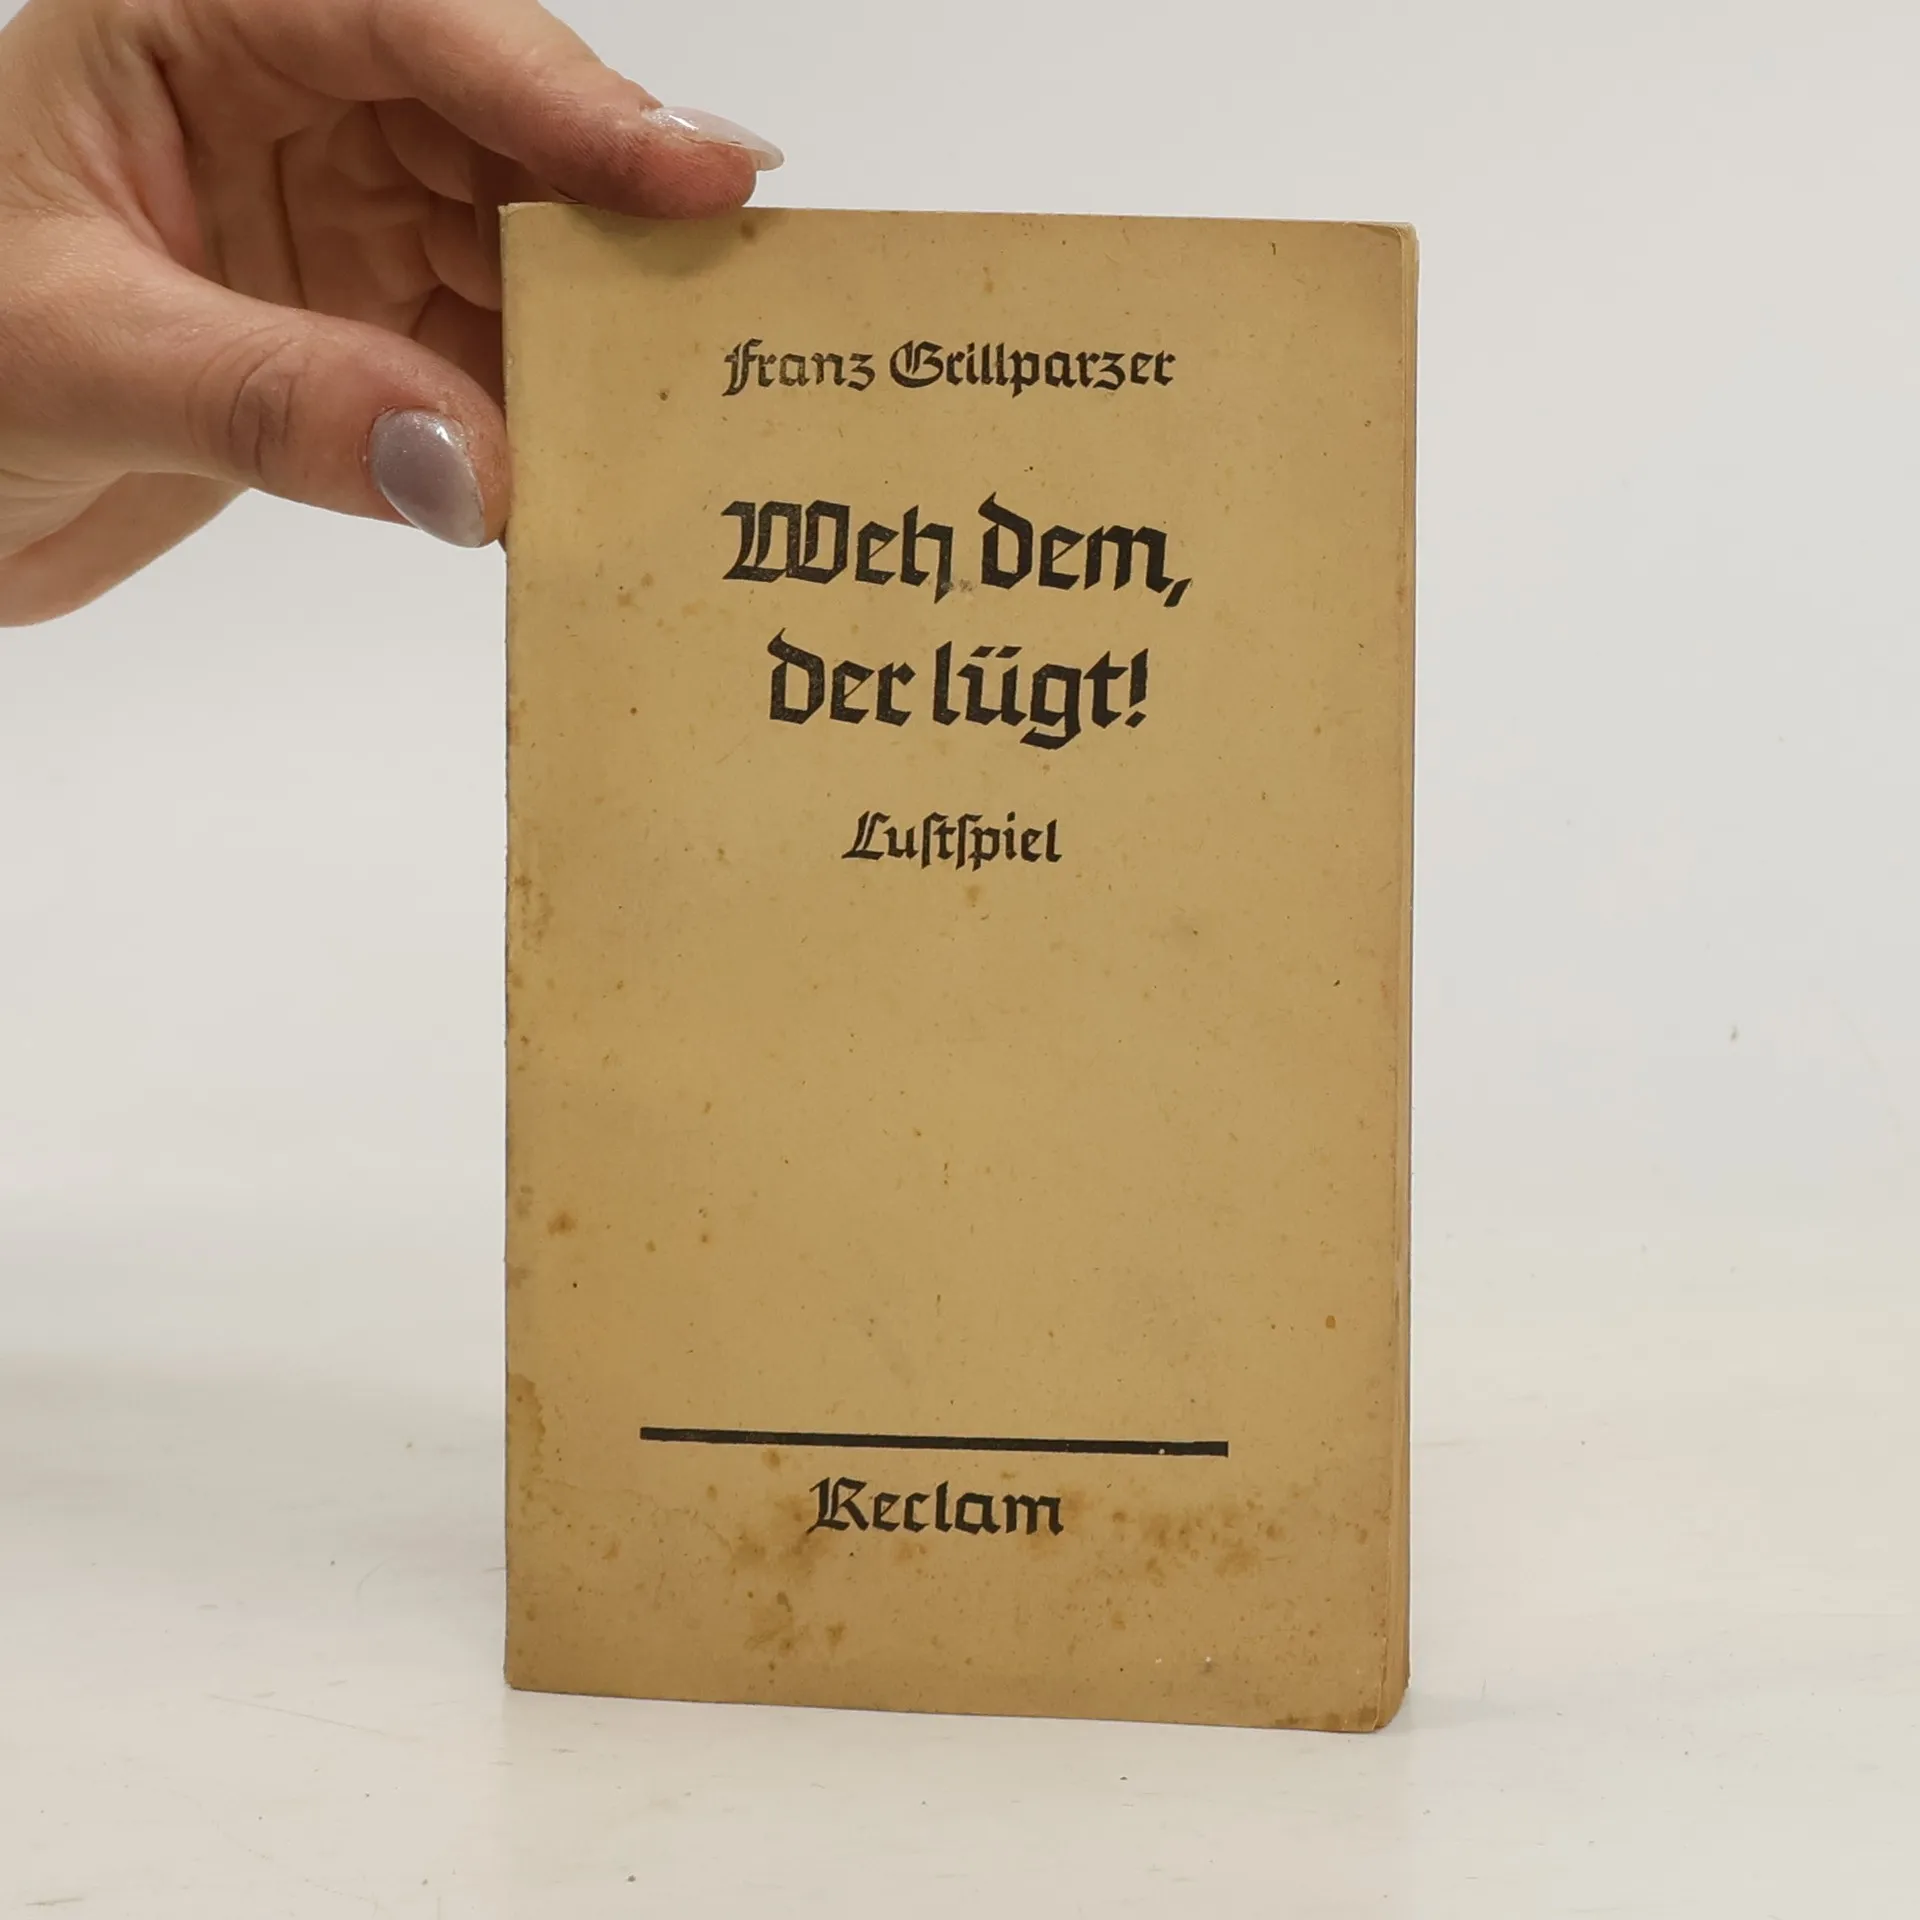 Franz Grillparzer
Weh dem,
der lügt!
Luſtſpiel
Reclam